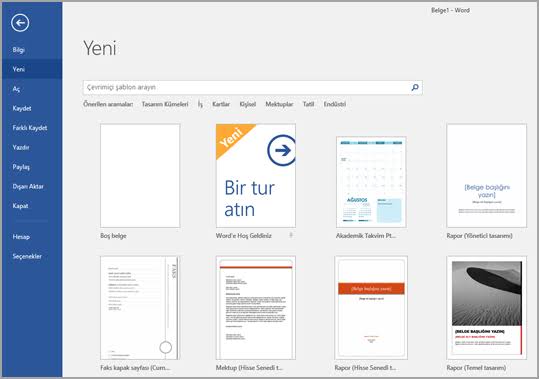 Belge1 - Word
Bilgi
Yeni
Aç
Kaydet
Farklı Kaydet
Yazdır
Paylaş
Dışarı Aktar
Kapat
Hesap
Seçenekler
Yeni
Çevrimiçi şablon arayın
Önerilen aramalar: Tasarım Kümeleri İş Kartlar Kişisel Mektuplar Tatil Endüstri
Yeni
Bir tur
atın
AĞUSTOS
[Belge başlığını
yazın]
Boş belge
Word'e Hoş Geldiniz
Akademik Takvim Pt...
Rapor (Yönetici tasarımı)
FAKS
[Belge başlığını yazın]
[BELGE BAŞLIĞINI YAZIN]
Faks kapak sayfası (Cum...
Mektup (Hisse Senedi t...
Rapor (Hisse Senedi t...
Rapor (Temel tasarım)